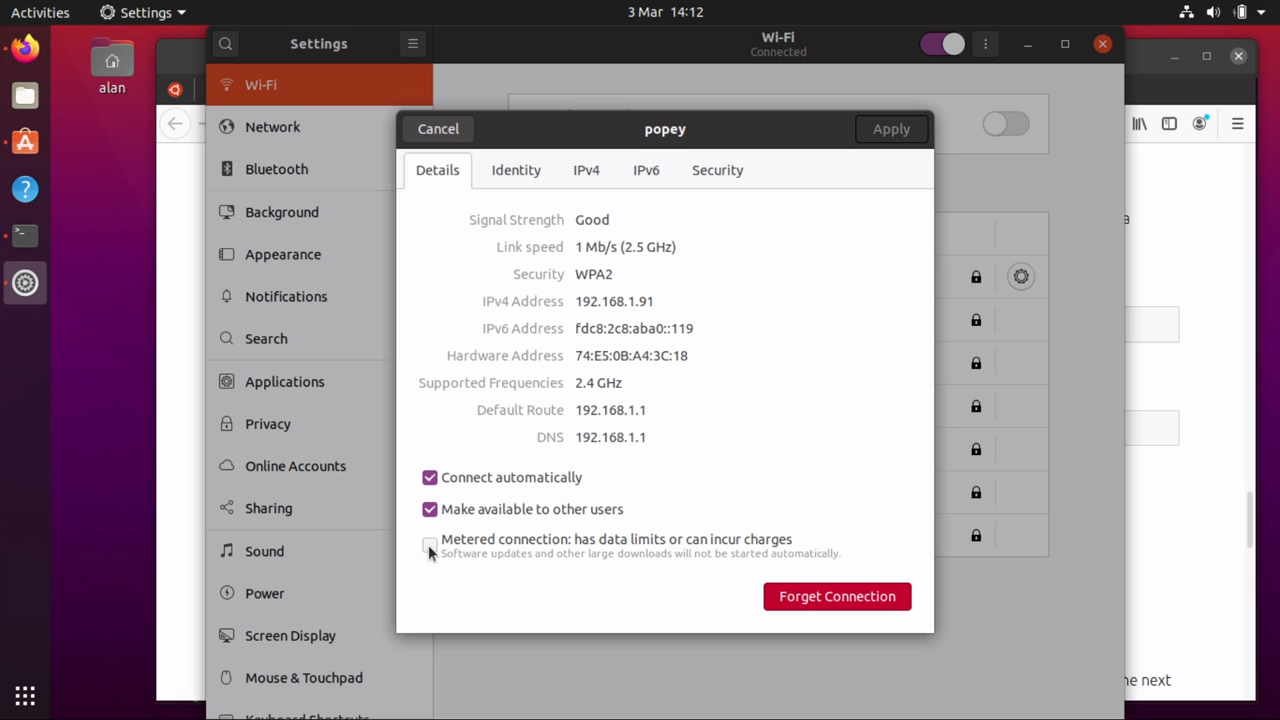 Activities
Settings
3 Mar 14:12
alan
Settings
Wi-Fi
Connected
Wi-Fi
Network
Bluetooth
Background
Appearance
Notifications
Search
Applications
Privacy
Online Accounts
Sharing
Sound
Power
Screen Display
Mouse & Touchpad
Cancel
popey
Apply
Details
Identity
IPv4
IPv6
Security
Signal Strength Good
Link speed 1 Mb/s (2.5 GHz)
Security WPA2
IPv4 Address 192.168.1.91
IPv6 Address fdc8:2c8:aba0::119
Hardware Address 74:E5:0B:A4:3C:18
Supported Frequencies 2.4 GHz
Default Route 192.168.1.1
DNS 192.168.1.1
Connect automatically
Make available to other users
Metered connection: has data limits or can incur charges
Software updates and other large downloads will not be started automatically.
Forget Connection
a
next